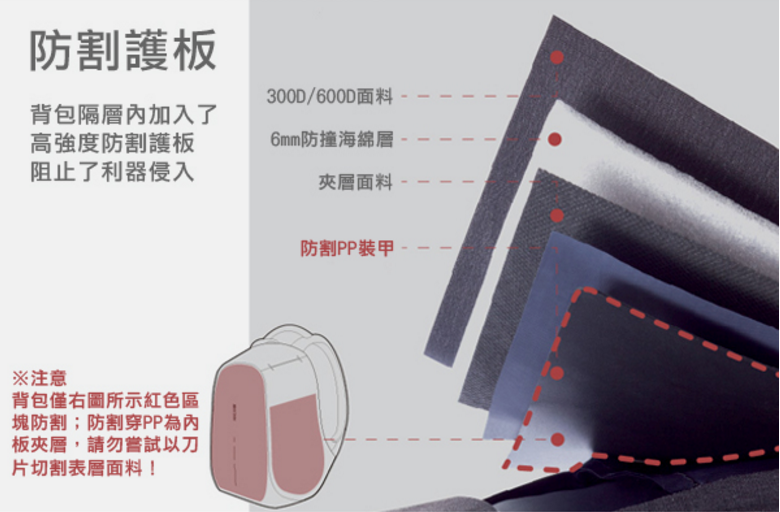 防割護板
背包隔層內加入了
高強度防割護板
阻止了利器侵入
300D/600D面料
6mm防撞海綿層
夾層面料
防割PP裝甲
※注意
背包僅右圖所示紅色區
塊防割；防割穿PP為內
板夾層，請勿嘗試以刀
片切割表層面料！